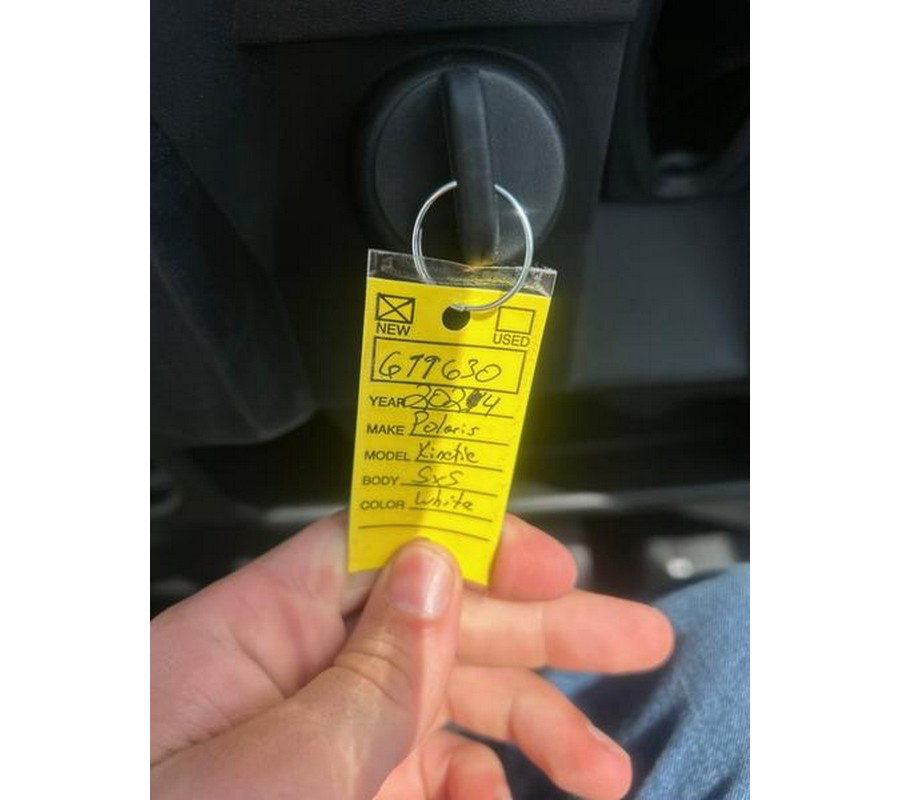 NEW USED
679630
YEAR 2024
MAKE Polaris
MODEL Kinetic
BODY SxS
COLOR White